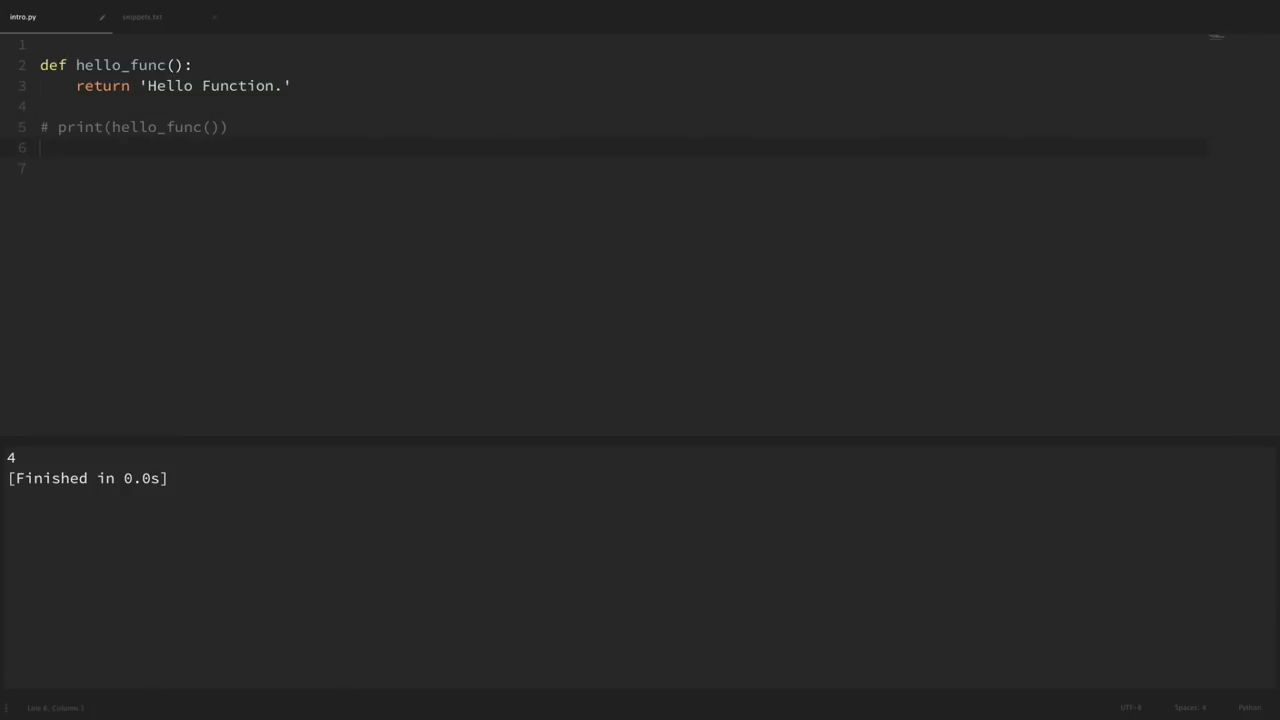 intro.py
snippets.txt
1
2 def hello_func():
3     return 'Hello Function.'
4
5 # print(hello_func())
6
7
4
[Finished in 0.0s]
Line 6, Column 1
UTF-8 Spaces: 4 Python